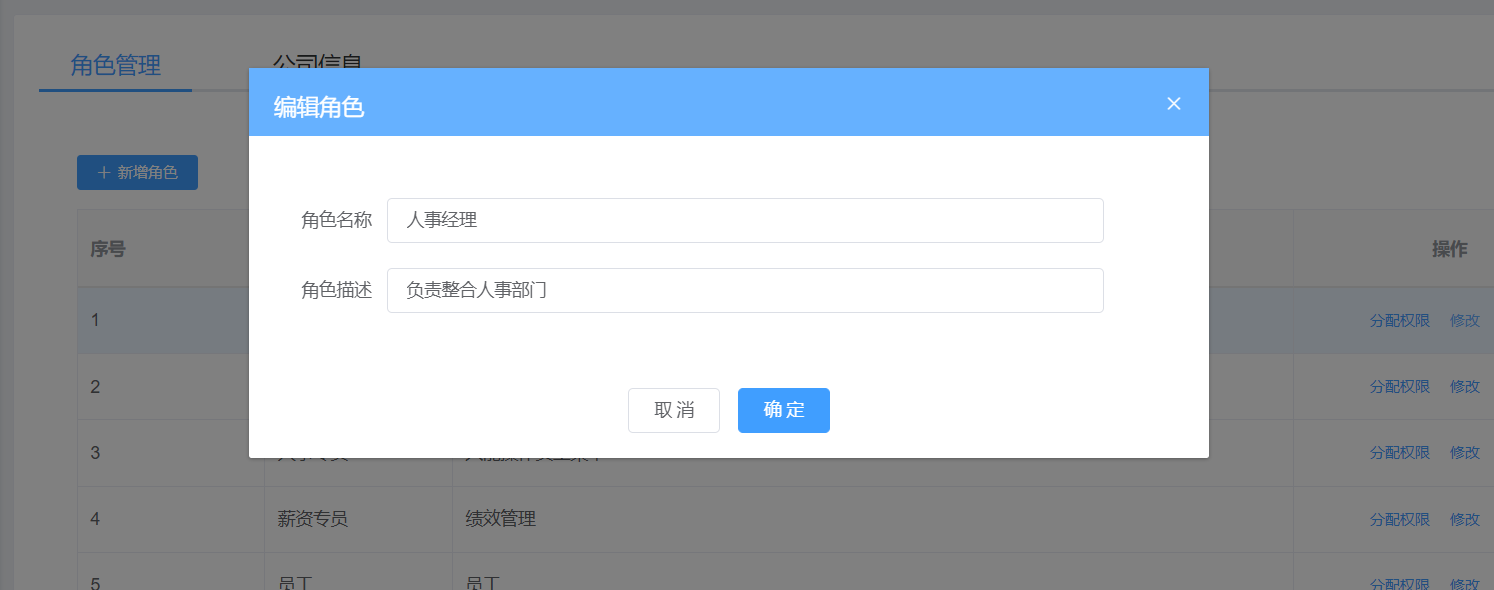 角色管理
公司信息
编辑角色
新增角色
角色名称 人事经理
序号 操作
角色描述 负责整合人事部门
1 分配权限 修改
2 分配权限 修改
取消 确定
3 分配权限 修改
4 薪资专员 绩效管理 分配权限 修改
5 员工 员工 分配权限 修改